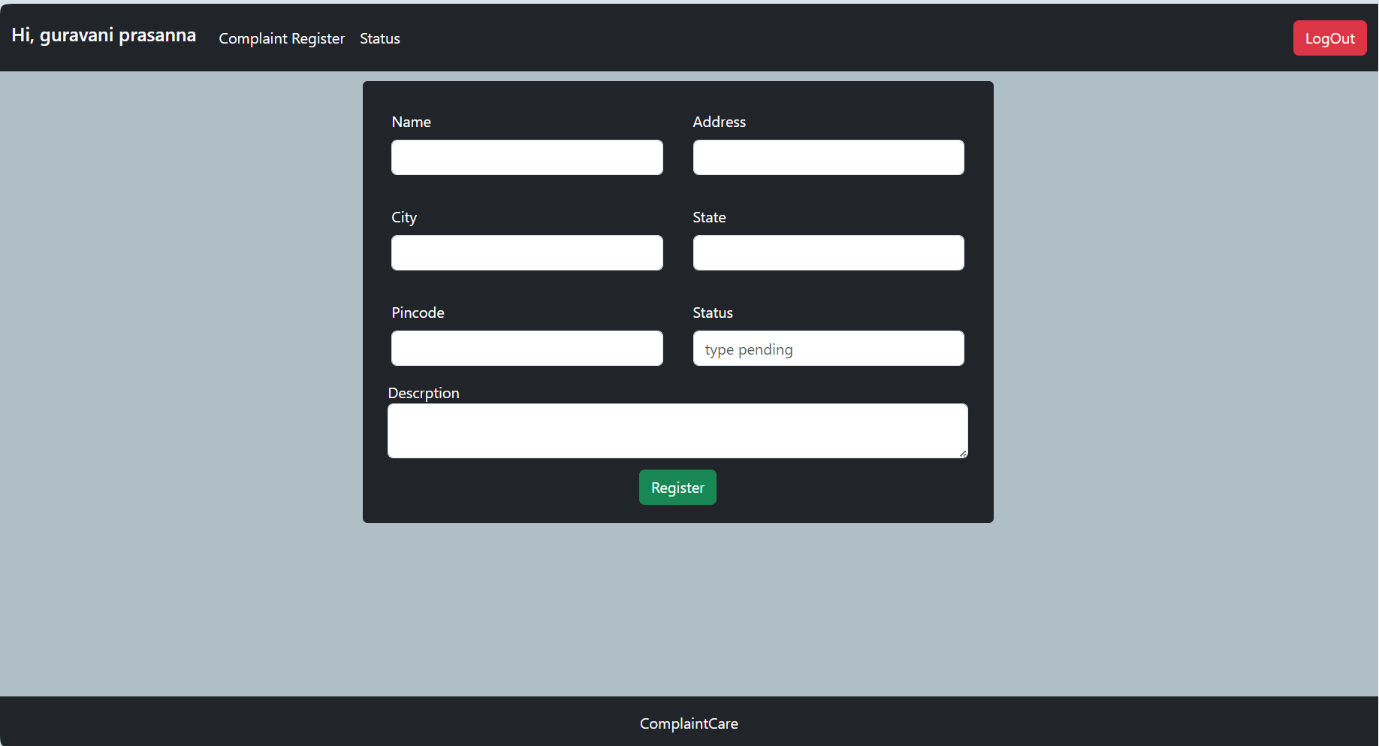 Hi, guravani prasanna Complaint Register Status LogOut
Name Address
City State
Pincode Status
type pending
Descrption
Register
ComplaintCare